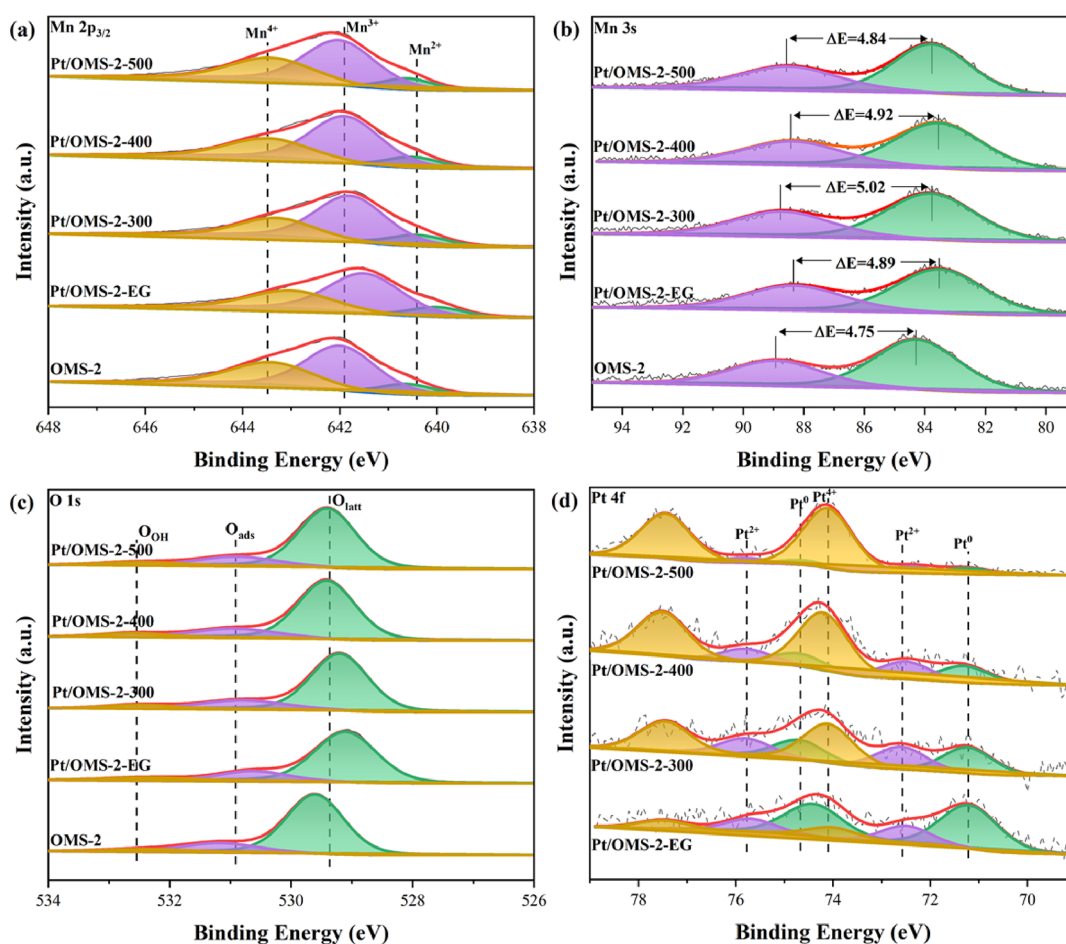 (a)
Mn 2p3/2
Mn4+
Mn3+
Mn2+
Pt/OMS-2-500
Pt/OMS-2-400
Pt/OMS-2-300
Pt/OMS-2-EG
OMS-2
Intensity (a.u.)
648 646 644 642 640 638
Binding Energy (eV)
(b)
Mn 3s
ΔE=4.84
Pt/OMS-2-500
ΔE=4.92
Pt/OMS-2-400
ΔE=5.02
Pt/OMS-2-300
ΔE=4.89
Pt/OMS-2-EG
ΔE=4.75
OMS-2
Intensity (a.u.)
94 92 90 88 86 84 82 80
Binding Energy (eV)
(c)
O 1s
OOH
Oads
Olatt
Pt/OMS-2-500
Pt/OMS-2-400
Pt/OMS-2-300
Pt/OMS-2-EG
OMS-2
Intensity (a.u.)
534 532 530 528 526
Binding Energy (eV)
(d)
Pt 4f
Pt2+
Pt0
Pt4+
Pt2+
Pt0
Pt/OMS-2-500
Pt/OMS-2-400
Pt/OMS-2-300
Pt/OMS-2-EG
Intensity (a.u.)
78 76 74 72 70
Binding Energy (eV)